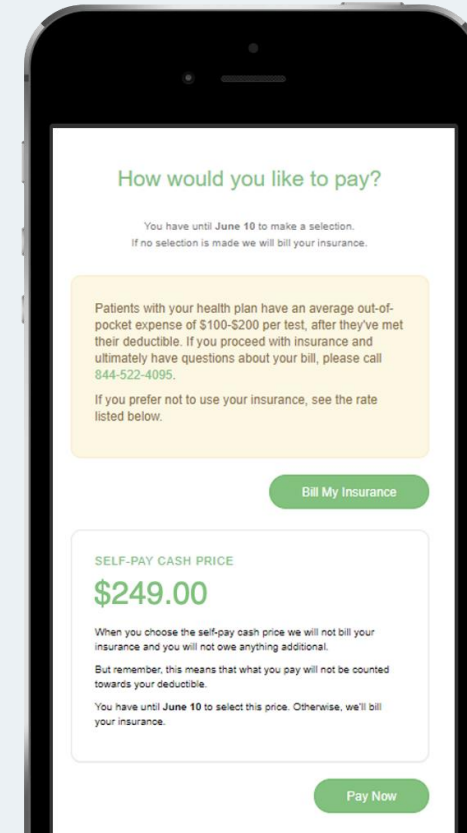 How would you like to pay?
You have until June 10 to make a selection.
If no selection is made we will bill your insurance.
Patients with your health plan have an average out-of-
pocket expense of $100-$200 per test, after they've met
their deductible. If you proceed with insurance and
ultimately have questions about your bill, please call
844-522-4095.
If you prefer not to use your insurance, see the rate
listed below.
Bill My Insurance
SELF-PAY CASH PRICE
$249.00
When you choose the self-pay cash price we will not bill your
insurance and you will not owe anything additional.
But remember, this means that what you pay will not be counted
towards your deductible.
You have until June 10 to select this price. Otherwise, we'll bill
your insurance.
Pay Now